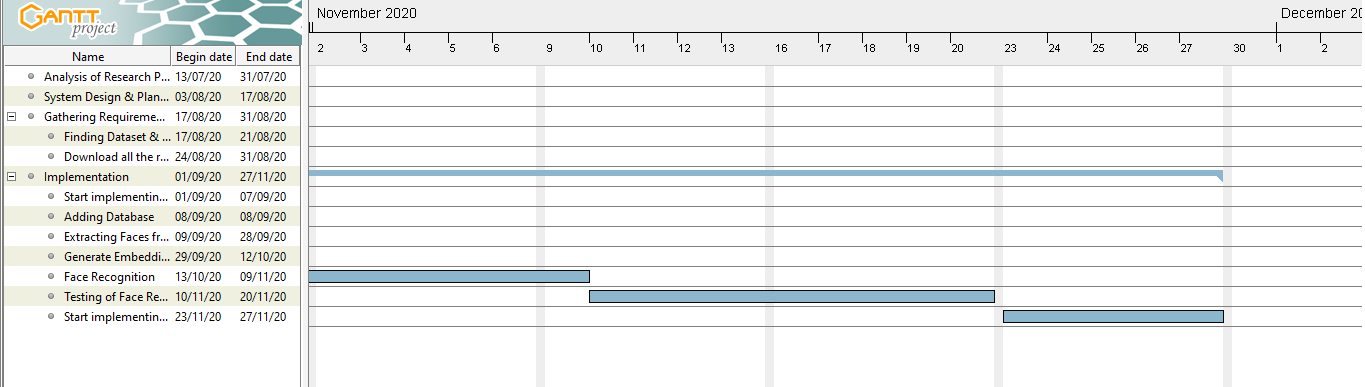 GANTT project
November 2020
December 20
2 3 4 5 6 9 10 11 12 13 16 17 18 19 20 23 24 25 26 27 30 1 2
Name Begin date End date
Analysis of Research P... 13/07/20 31/07/20
System Design & Plan... 03/08/20 17/08/20
Gathering Requireme... 17/08/20 31/08/20
Finding Dataset & ... 17/08/20 21/08/20
Download all the r... 24/08/20 31/08/20
Implementation 01/09/20 27/11/20
Start implementin... 01/09/20 07/09/20
Adding Database 08/09/20 08/09/20
Extracting Faces fr... 09/09/20 28/09/20
Generate Embeddi... 29/09/20 12/10/20
Face Recognition 13/10/20 09/11/20
Testing of Face Re... 10/11/20 20/11/20
Start implementin... 23/11/20 27/11/20